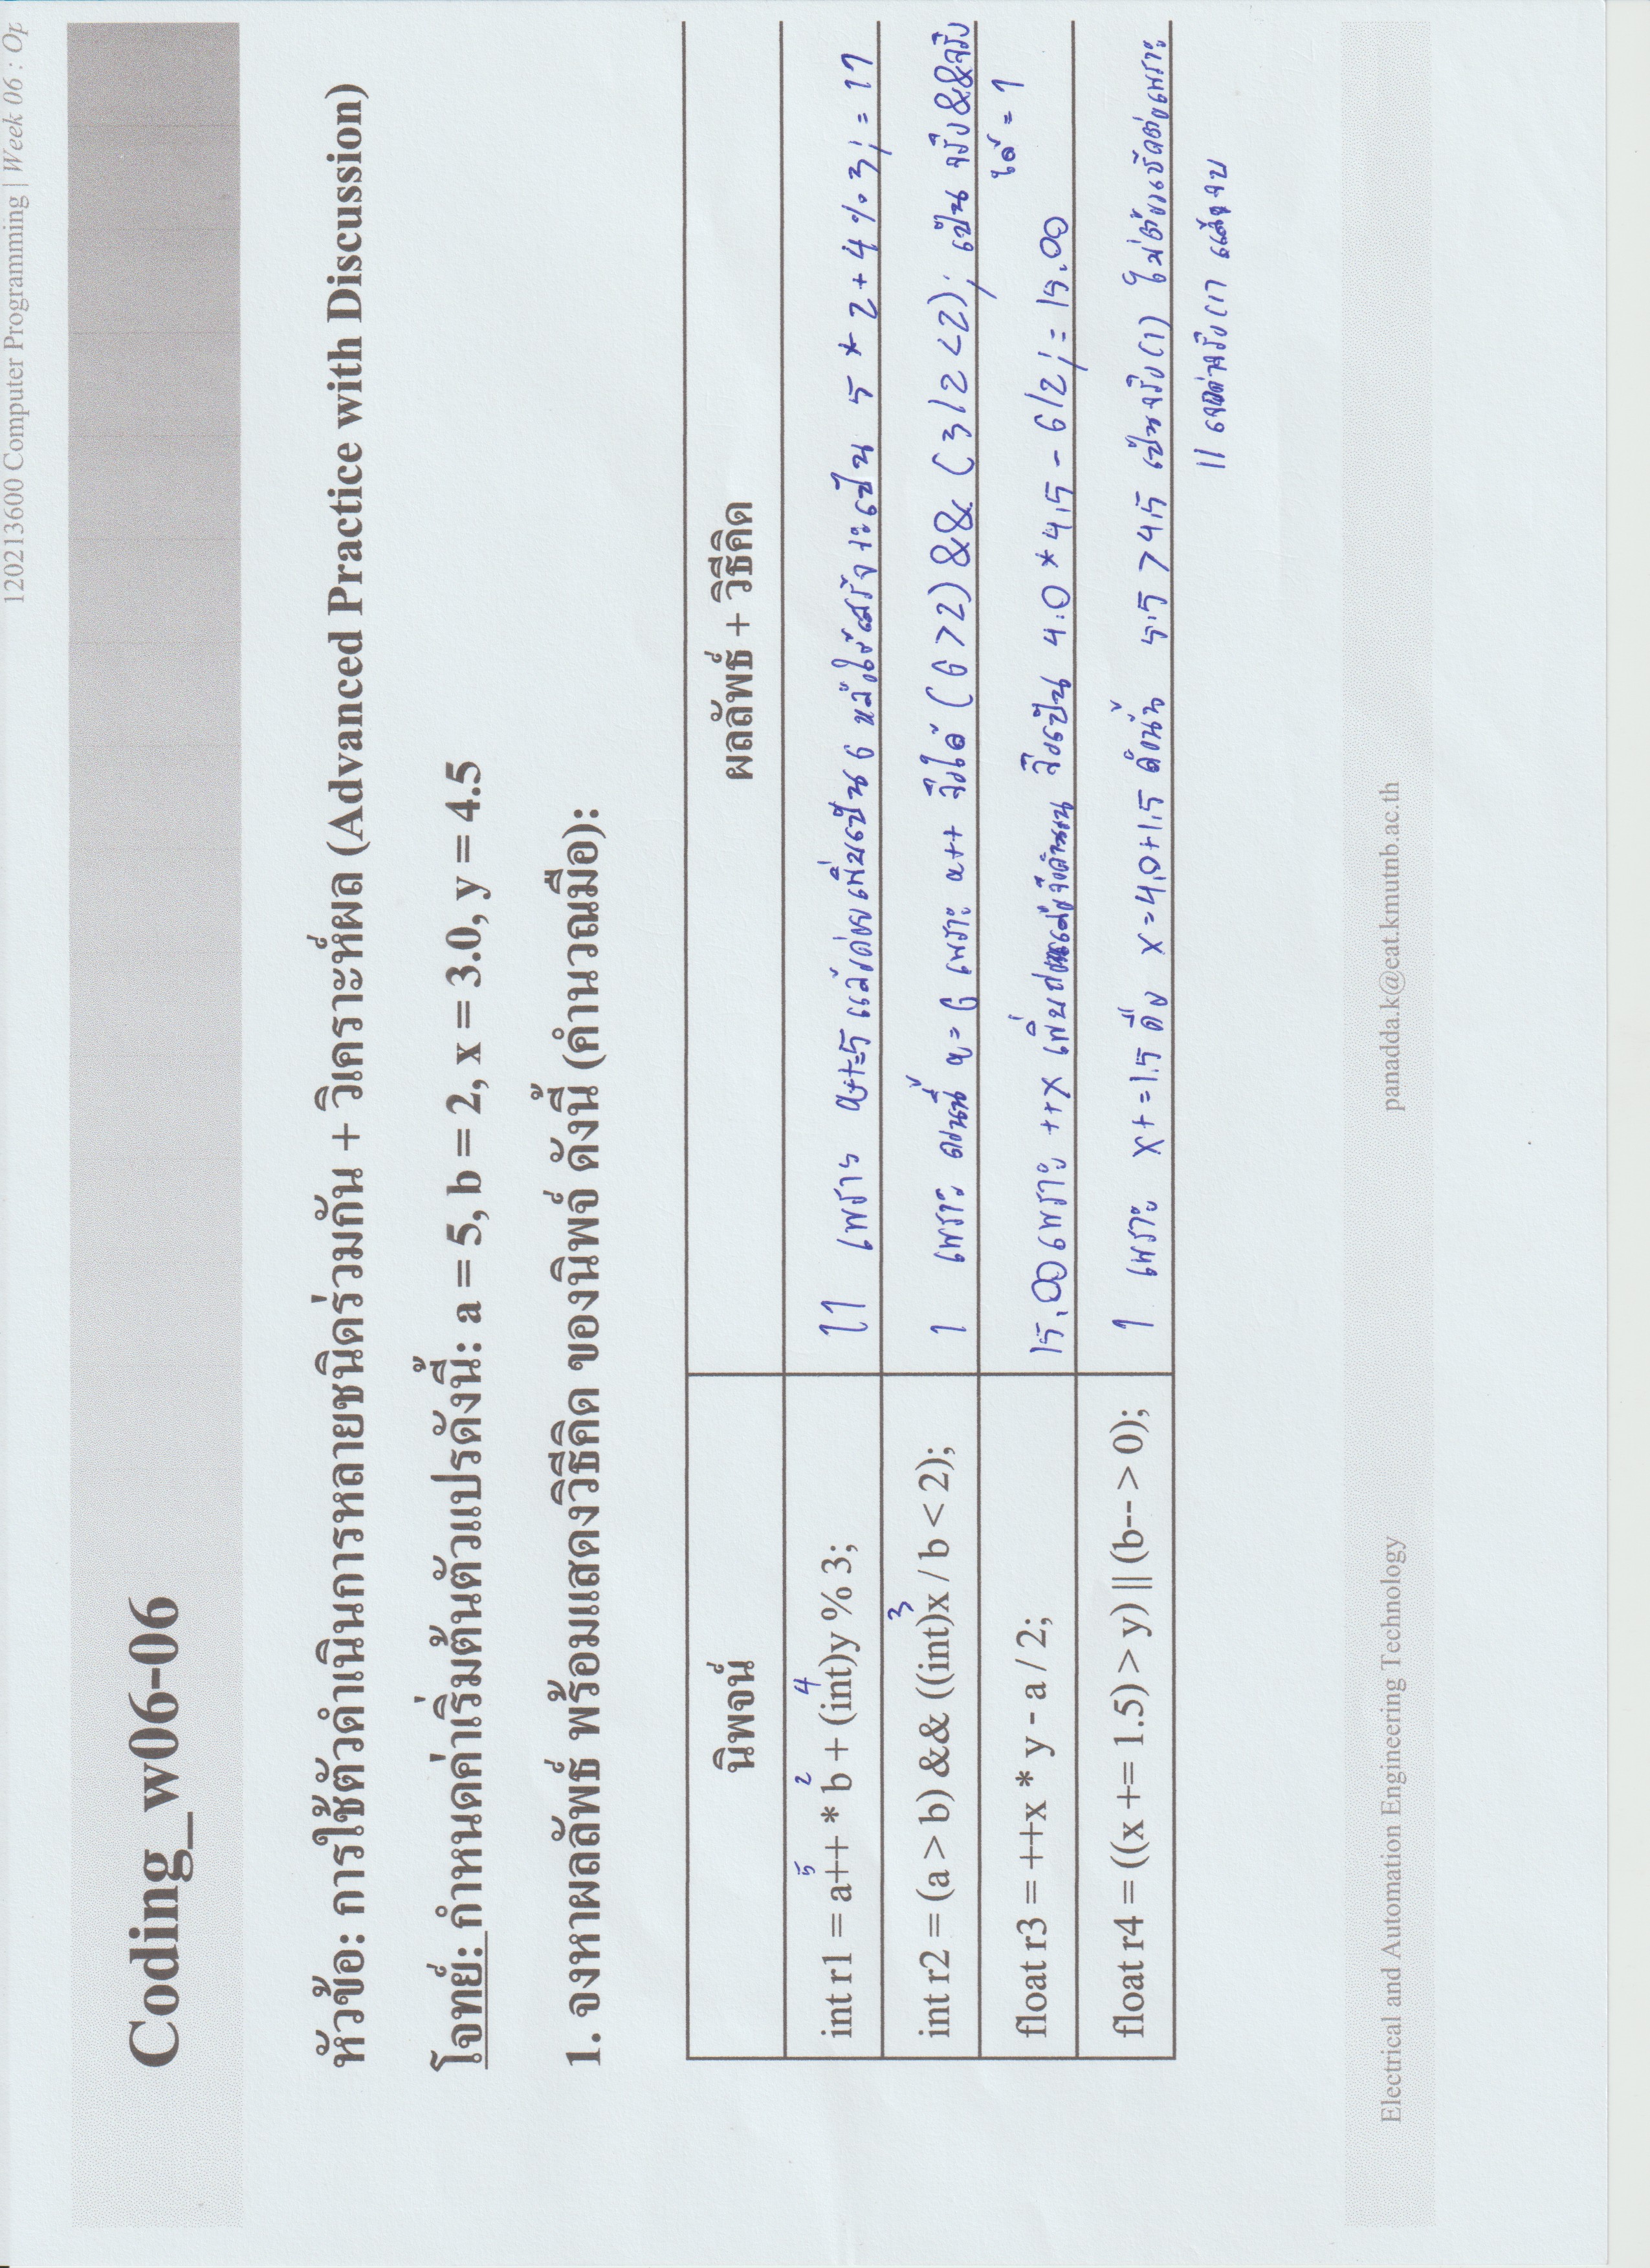 120213600 Computer Programming | Week 06 : Op
Coding_w06-06
หัวข้อ: การใช้ตัวดำเนินการหลายชนิดร่วมกัน + วิเคราะห์ผล (Advanced Practice with Discussion)
โจทย์: กำหนดค่าเริ่มต้นตัวแปรดังนี้: a = 5, b = 2, x = 3.0, y = 4.5
1. จงหาผลลัพธ์ พร้อมแสดงวิธีคิด ของนิพจ์ ดังนี้ (คำนวณมือ):
นิพจน์ ผลลัพธ์ + วิธีคิด
5 2 4
int r1 = a++ * b + (int)y % 3; 11 เพราะ a++=5 แล้วค่อยเพิ่มเป็น 6 หลังใช้เสร็จ จะเป็น 5 * 2 + 4 % 3; = 11
3
int r2 = (a > b) && ((int)x / b < 2); 1 เพราะ ตอนนี้ a = 6 เพราะ a++ จึงได้ (6 >2) && (3/2 <2); เป็น จริง&&จริง
ได้ = 1
float r3 = ++x * y - a / 2; 15.00 เพราะ ++x เพิ่มก่อนแล้วจึงคำนวน จึงเป็น 4.0 * 4.5 - 6/2; = 15.00
float r4 = ((x += 1.5) > y) || (b-- > 0); 1 เพราะ x+=1.5 คือ x=4.0+1.5 ดังนั้น 5.5 >4.5 เป็นจริง(1) ไม่ต้องเช็คต่อเพราะ
|| เจอค่าจริง(1) แล้วจบ
Electrical and Automation Engineering Technology panadda.k@eat.kmutnb.ac.th